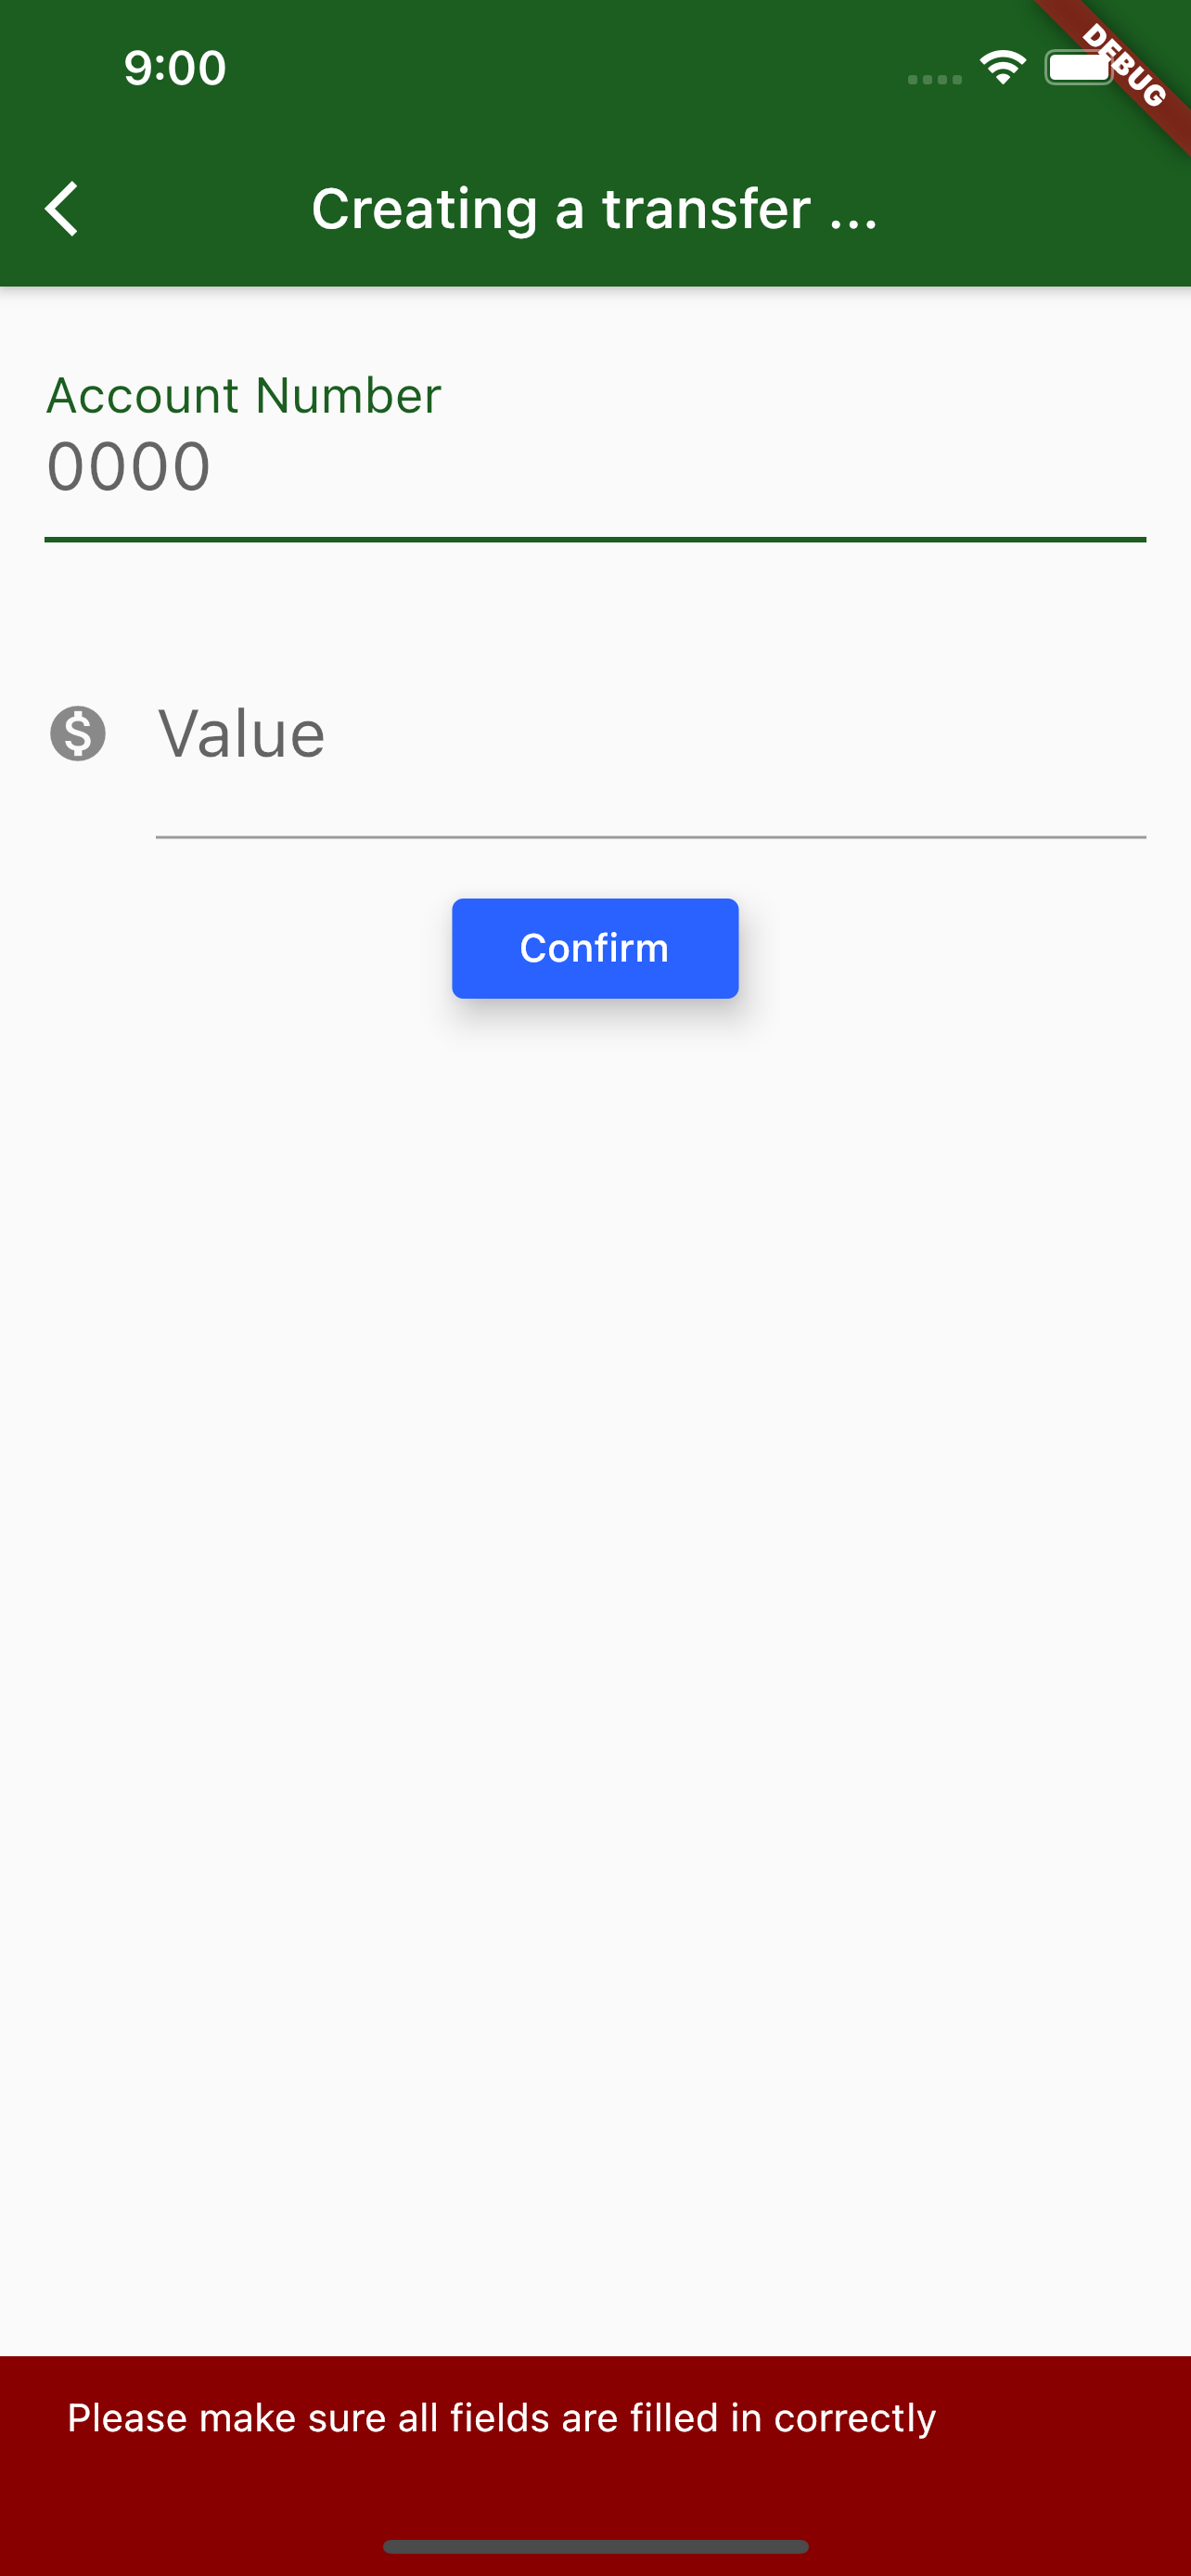 9:00
DEBUG
Creating a transfer ...
Account Number
0000
$ Value
Confirm
Please make sure all fields are filled in correctly